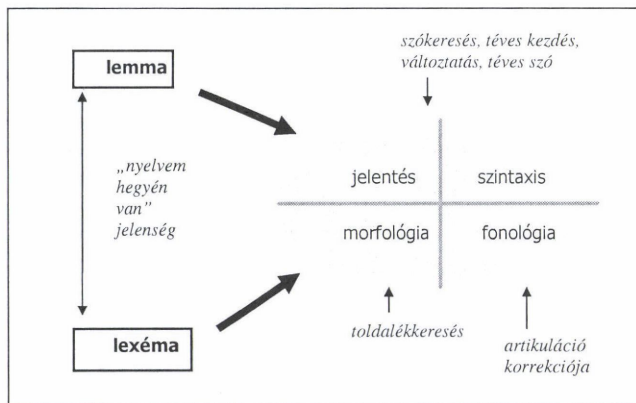 szókeresés, téves kezdés,
változtatás, téves szó
lemma
„nyelvem
hegyén
van”
jelenség
jelentés
szintaxis
morfológia
fonológia
toldalékkeresés
artikuláció
korrekciója
lexéma